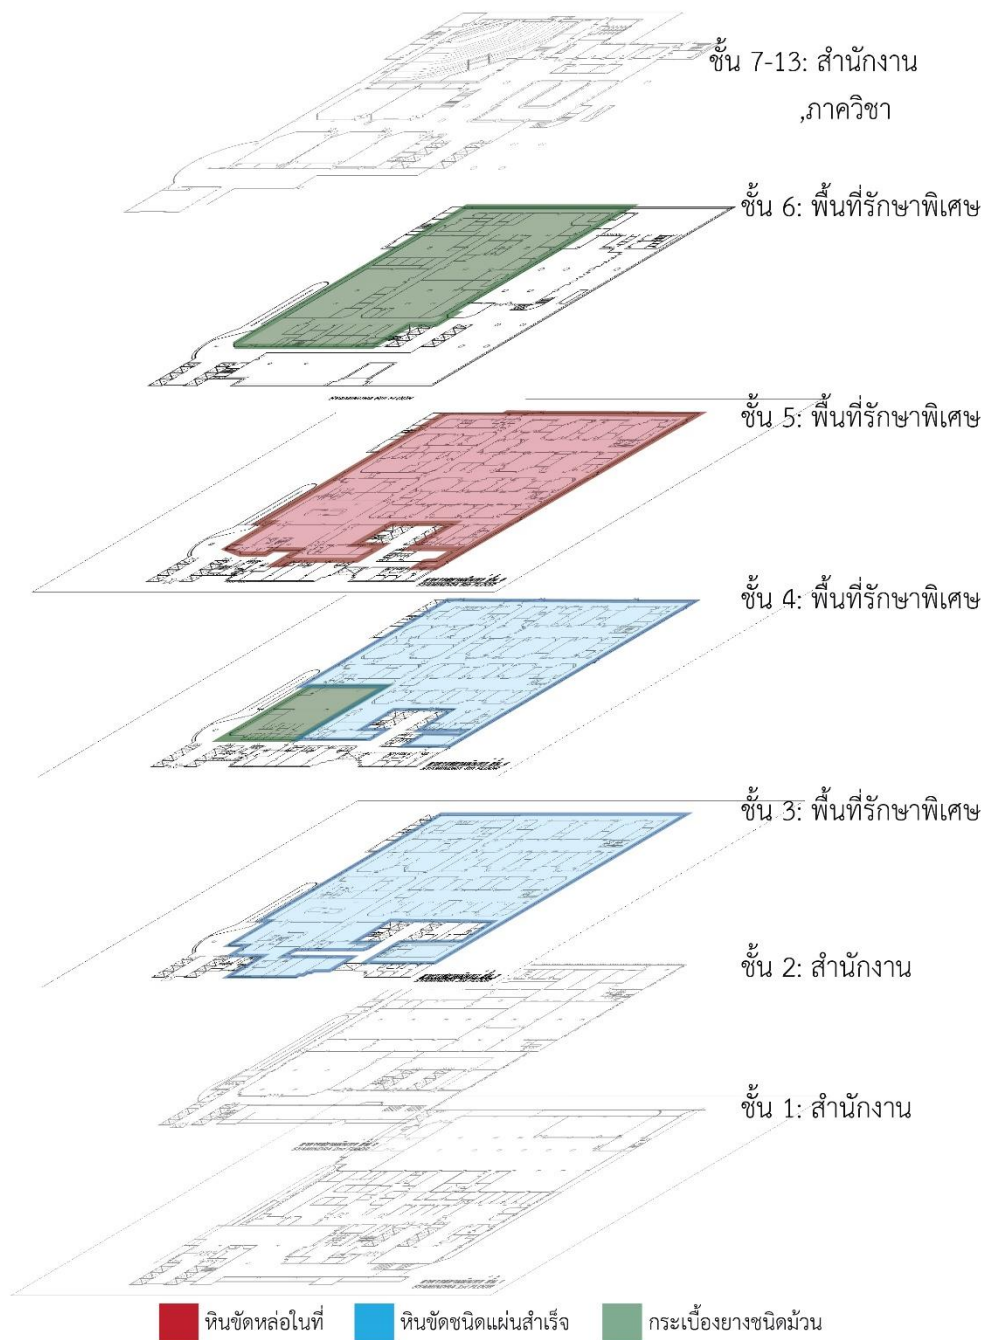 ชั้น 7-13: สำนักงาน
,ภาควิชา
ชั้น 6: พื้นที่รักษาพิเศษ
ชั้น 5: พื้นที่รักษาพิเศษ
ชั้น 4: พื้นที่รักษาพิเศษ
ชั้น 3: พื้นที่รักษาพิเศษ
ชั้น 2: สำนักงาน
ชั้น 1: สำนักงาน
หินขัดหล่อในที่
หินขัดชนิดแผ่นสำเร็จ
กระเบื้องยางชนิดม้วน